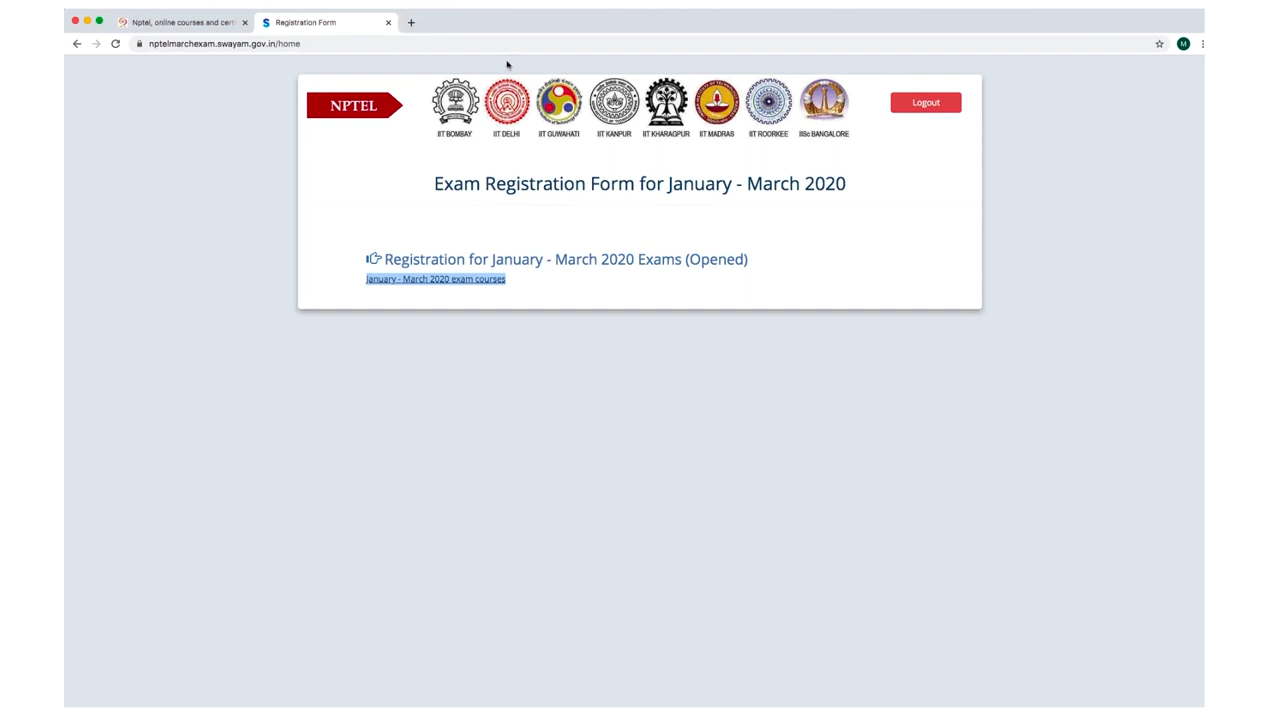 Nptel, online courses and cert
Registration Form
nptelmarchexam.swayam.gov.in/home
M
NPTEL
IIT BOMBAY
IIT DELHI
IIT GUWAHATI
IIT KANPUR
IIT KHARAGPUR
IIT MADRAS
IIT ROORKEE
IISc BANGALORE
Logout
Exam Registration Form for January - March 2020
Registration for January - March 2020 Exams (Opened)
January - March 2020 exam courses